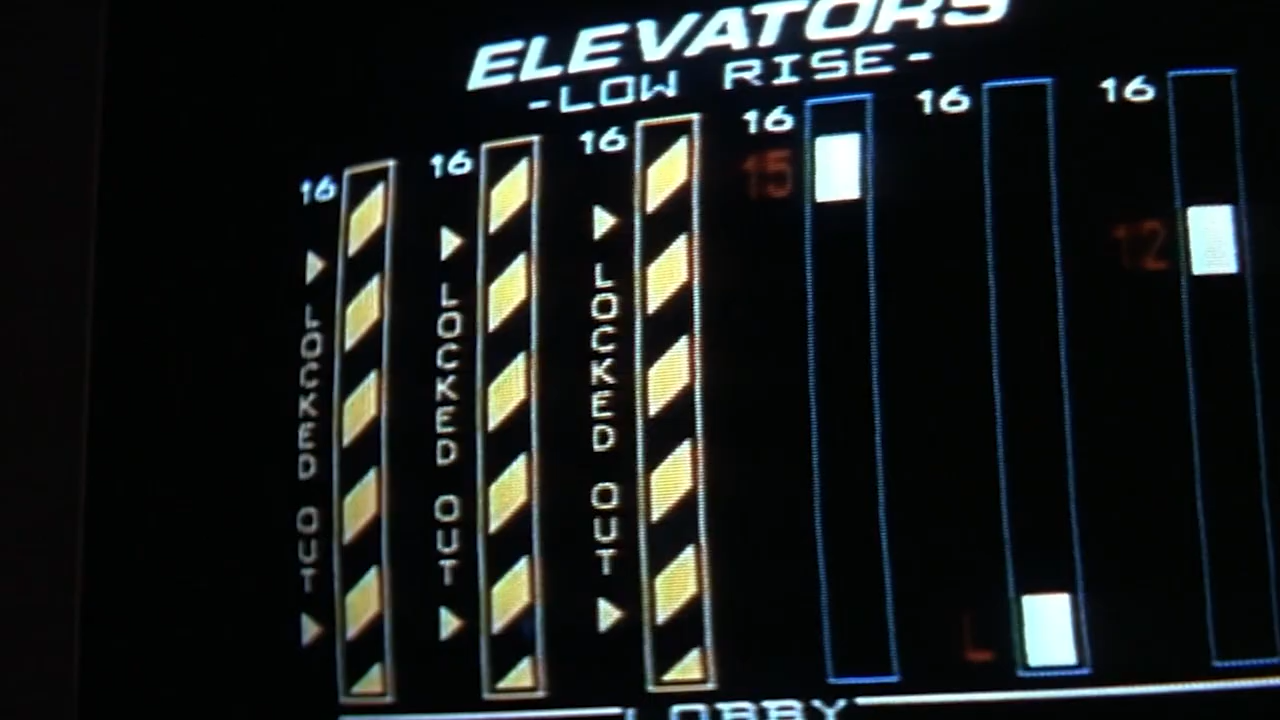 ELEVATORS
-LOW RISE-
16 16 16 16 16 16
15
12
LOCKED OUT LOCKED OUT LOCKED OUT
L
LOBBY